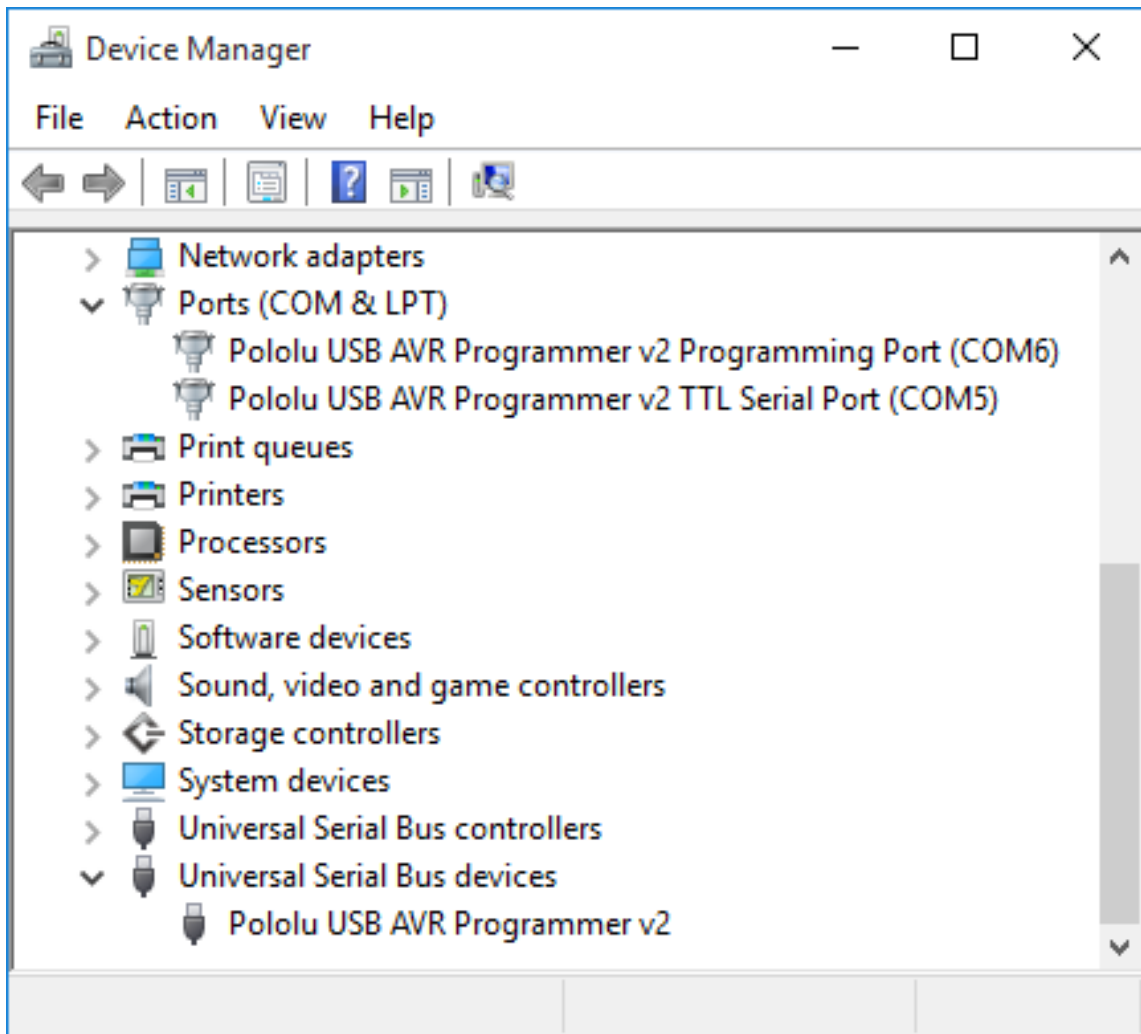 Device Manager
File Action View Help
Network adapters
Ports (COM & LPT)
Pololu USB AVR Programmer v2 Programming Port (COM6)
Pololu USB AVR Programmer v2 TTL Serial Port (COM5)
Print queues
Printers
Processors
Sensors
Software devices
Sound, video and game controllers
Storage controllers
System devices
Universal Serial Bus controllers
Universal Serial Bus devices
Pololu USB AVR Programmer v2